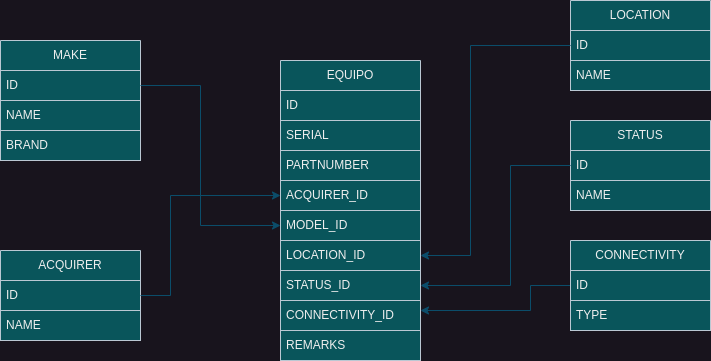 MAKE
ID
NAME
BRAND
ACQUIRER
ID
NAME
EQUIPO
ID
SERIAL
PARTNUMBER
ACQUIRER_ID
MODEL_ID
LOCATION_ID
STATUS_ID
CONNECTIVITY_ID
REMARKS
LOCATION
ID
NAME
STATUS
ID
NAME
CONNECTIVITY
ID
TYPE